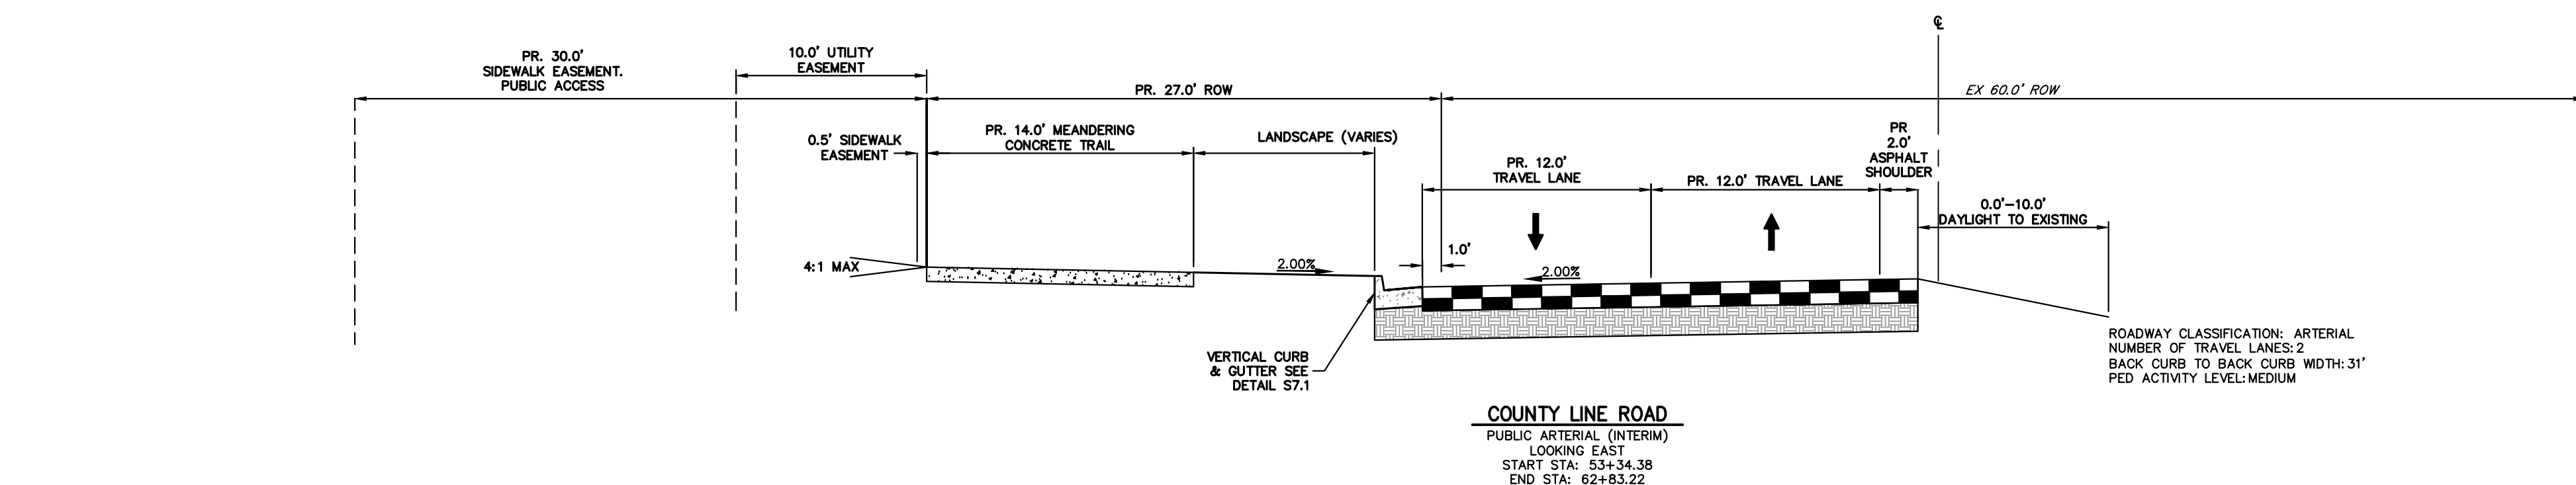 ℄
PR. 30.0'
SIDEWALK EASEMENT.
PUBLIC ACCESS
10.0' UTILITY
EASEMENT
PR. 27.0' ROW
EX 60.0' ROW
0.5' SIDEWALK
EASEMENT
PR. 14.0' MEANDERING
CONCRETE TRAIL
LANDSCAPE (VARIES)
PR. 12.0'
TRAVEL LANE
PR. 12.0' TRAVEL LANE
PR
2.0'
ASPHALT
SHOULDER
0.0'-10.0'
DAYLIGHT TO EXISTING
4:1 MAX
2.00%
1.0'
2.00%
VERTICAL CURB
& GUTTER SEE
DETAIL S7.1
ROADWAY CLASSIFICATION: ARTERIAL
NUMBER OF TRAVEL LANES: 2
BACK CURB TO BACK CURB WIDTH: 31'
PED ACTIVITY LEVEL: MEDIUM
COUNTY LINE ROAD
PUBLIC ARTERIAL (INTERIM)
LOOKING EAST
START STA: 53+34.38
END STA: 62+83.22